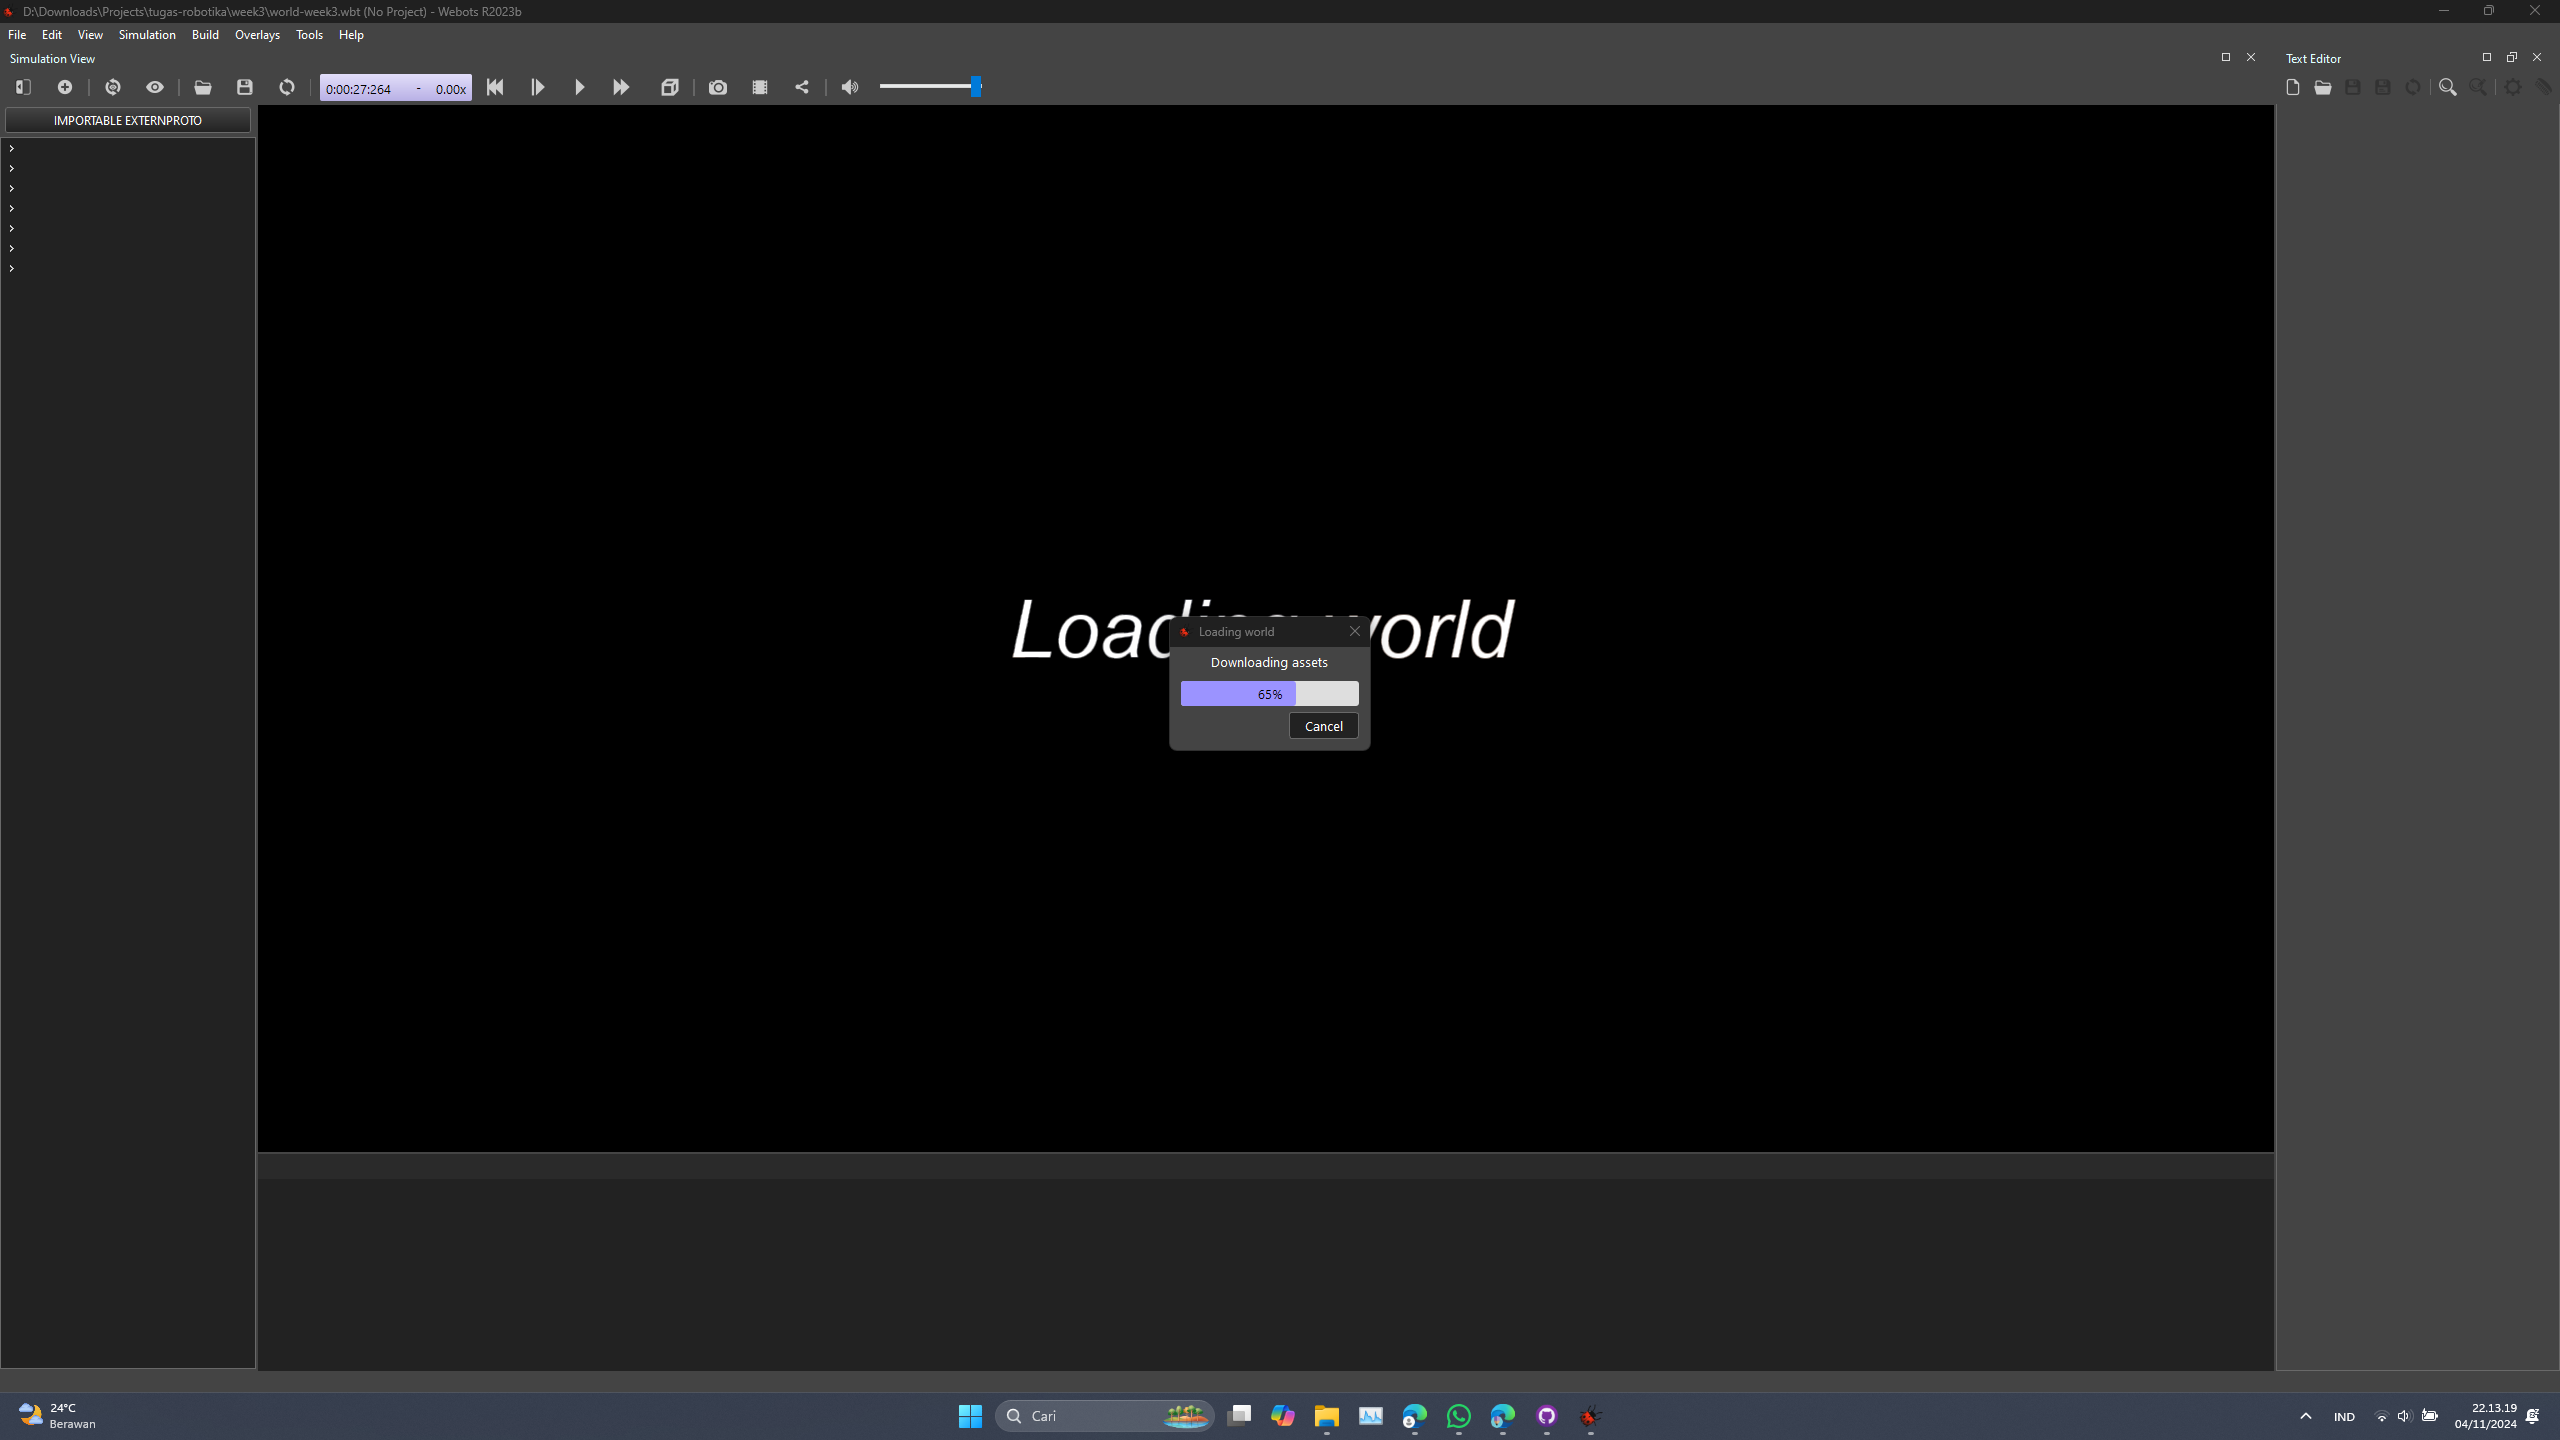 D:\Downloads\Projects\tugas-robotika\week3\world-week3.wbt (No Project) - Webots R2023b
File Edit View Simulation Build Overlays Tools Help
Simulation View
Text Editor
0:00:27:264 - 0.00x
IMPORTABLE EXTERNPROTO
Loading world
Loading world
Downloading assets
65%
Cancel
24°C
Berawan
Cari
IND
22.13.19
04/11/2024